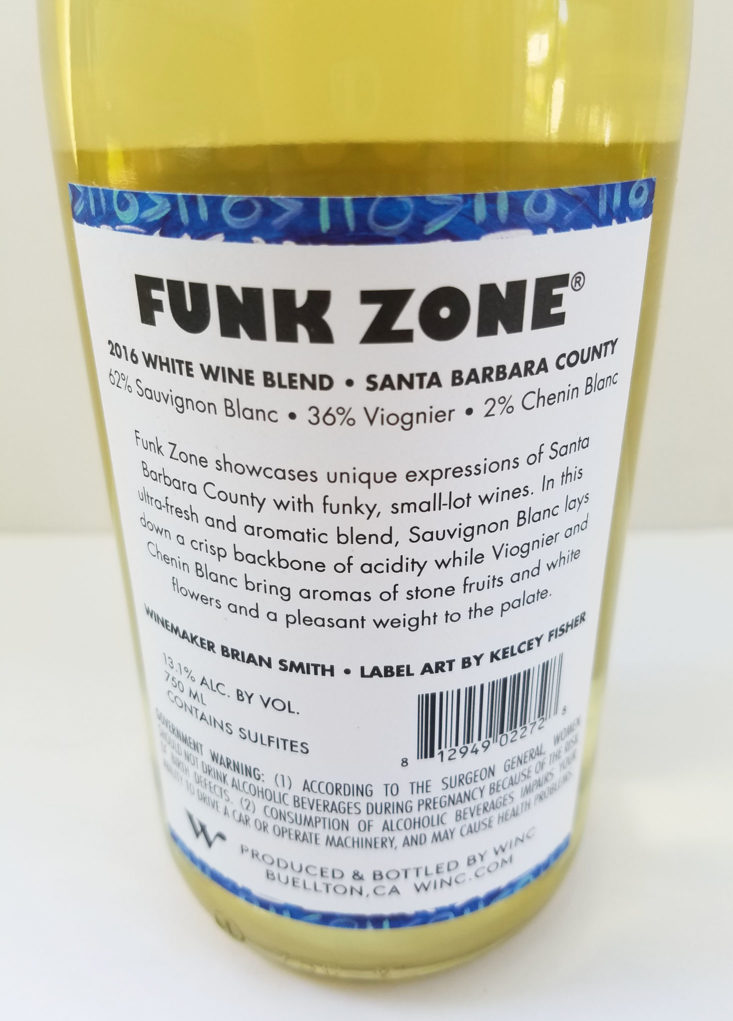 FUNK ZONE®
2016 WHITE WINE BLEND • SANTA BARBARA COUNTY
62% Sauvignon Blanc • 36% Viognier • 2% Chenin Blanc
Funk Zone showcases unique expressions of Santa
Barbara County with funky, small-lot wines. In this
ultra-fresh and aromatic blend, Sauvignon Blanc lays
down a crisp backbone of acidity while Viognier and
Chenin Blanc bring aromas of stone fruits and white
flowers and a pleasant weight to the palate.
WINEMAKER BRIAN SMITH • LABEL ART BY KELCEY FISHER
13.1% ALC. BY VOL.
750 ML
CONTAINS SULFITES
8 12949 02272 8
GOVERNMENT WARNING: (1) ACCORDING TO THE SURGEON GENERAL, WOMEN
SHOULD NOT DRINK ALCOHOLIC BEVERAGES DURING PREGNANCY BECAUSE OF THE RISK
OF BIRTH DEFECTS. (2) CONSUMPTION OF ALCOHOLIC BEVERAGES IMPAIRS YOUR
ABILITY TO DRIVE A CAR OR OPERATE MACHINERY, AND MAY CAUSE HEALTH PROBLEMS.
W
PRODUCED & BOTTLED BY WINC
BUELLTON, CA WINC.COM